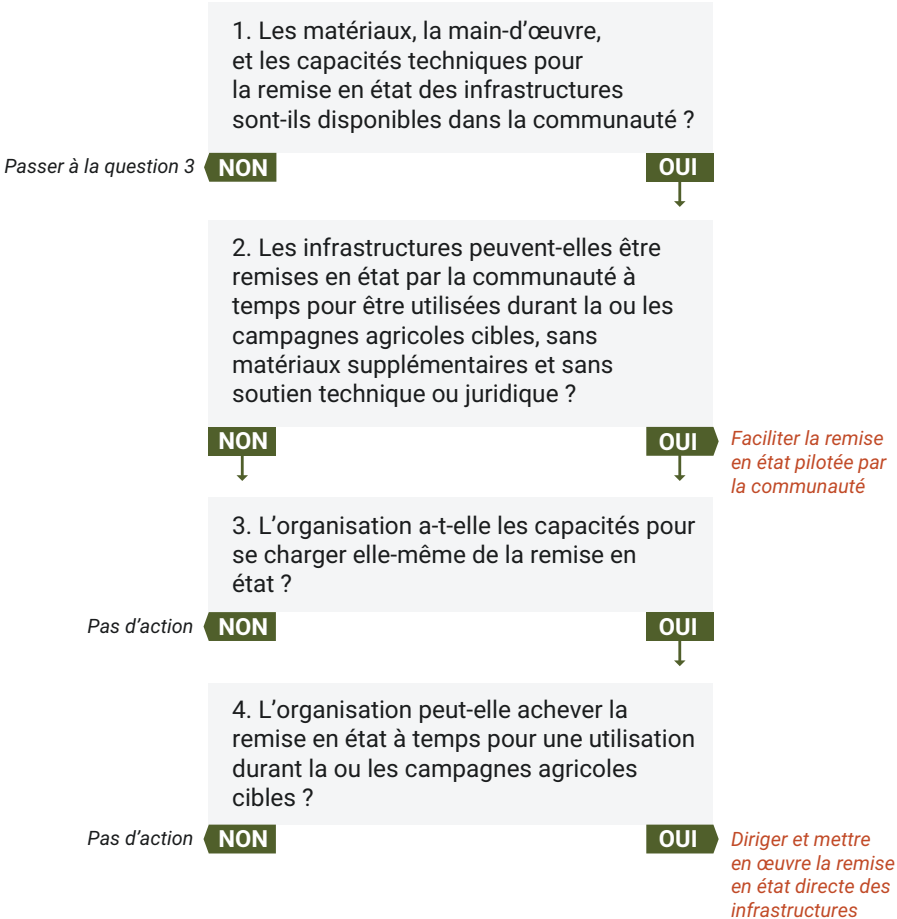 1. Les matériaux, la main-d’œuvre,
et les capacités techniques pour
la remise en état des infrastructures
sont-ils disponibles dans la communauté ?
Passer à la question 3
NON
OUI
2. Les infrastructures peuvent-elles être
remises en état par la communauté à
temps pour être utilisées durant la ou les
campagnes agricoles cibles, sans
matériaux supplémentaires et sans
soutien technique ou juridique ?
NON
OUI
Faciliter la remise
en état pilotée par
la communauté
3. L’organisation a-t-elle les capacités pour
se charger elle-même de la remise en
état ?
Pas d’action
NON
OUI
4. L’organisation peut-elle achever la
remise en état à temps pour une utilisation
durant la ou les campagnes agricoles
cibles ?
Pas d’action
NON
OUI
Diriger et mettre
en œuvre la remise
en état directe des
infrastructures